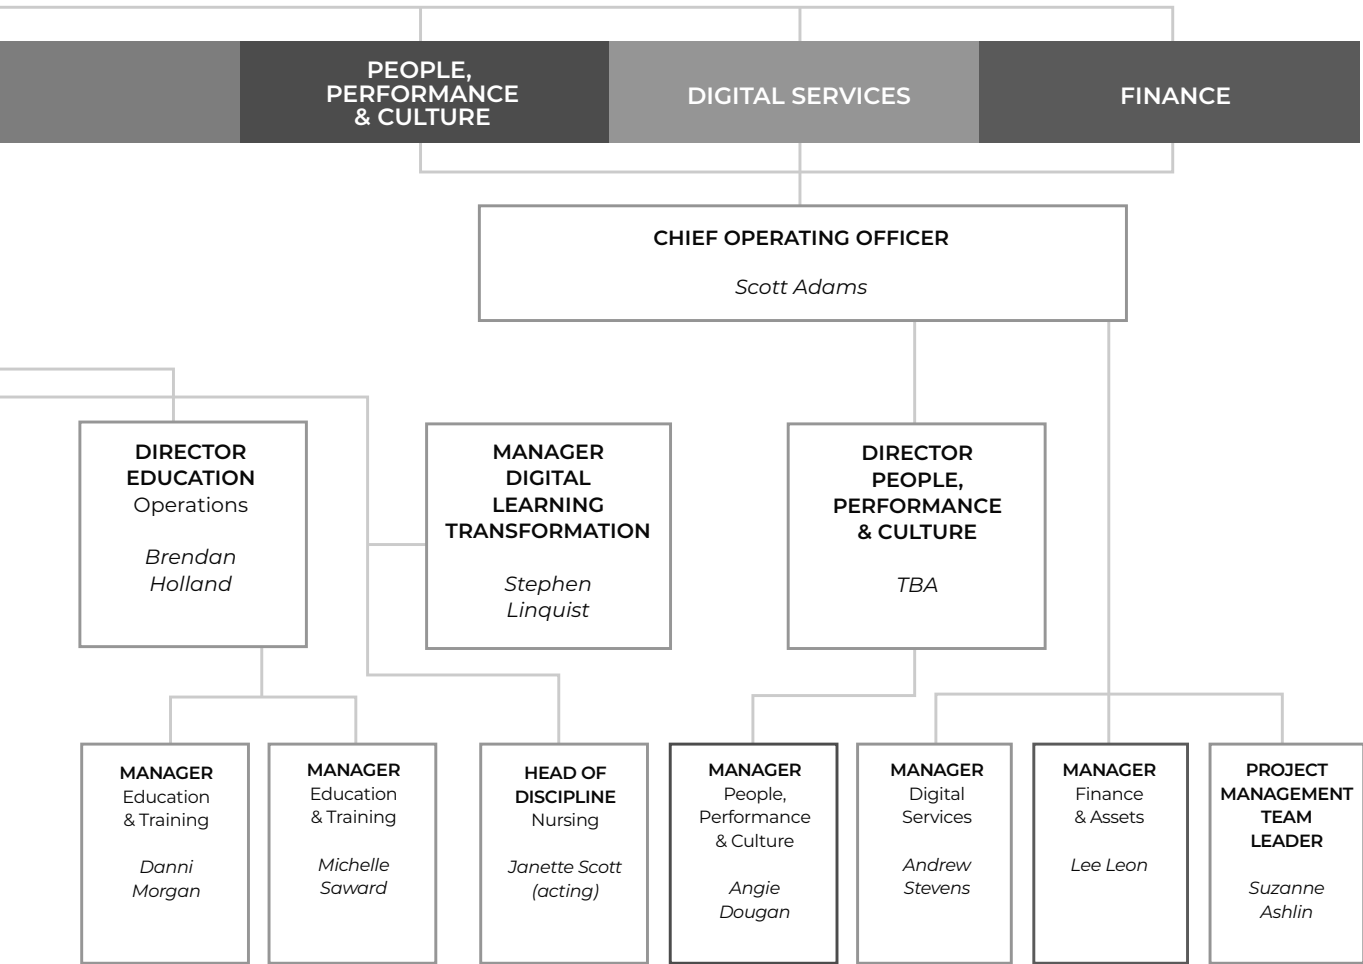 PEOPLE,
PERFORMANCE
& CULTURE
DIGITAL SERVICES
FINANCE
CHIEF OPERATING OFFICER
Scott Adams
DIRECTOR
EDUCATION
Operations
Brendan
Holland
MANAGER
DIGITAL
LEARNING
TRANSFORMATION
Stephen
Linquist
DIRECTOR
PEOPLE,
PERFORMANCE
& CULTURE
TBA
MANAGER
Education
& Training
Danni
Morgan
MANAGER
Education
& Training
Michelle
Saward
HEAD OF
DISCIPLINE
Nursing
Janette Scott
(acting)
MANAGER
People,
Performance
& Culture
Angie
Dougan
MANAGER
Digital
Services
Andrew
Stevens
MANAGER
Finance
& Assets
Lee Leon
PROJECT
MANAGEMENT
TEAM
LEADER
Suzanne
Ashlin